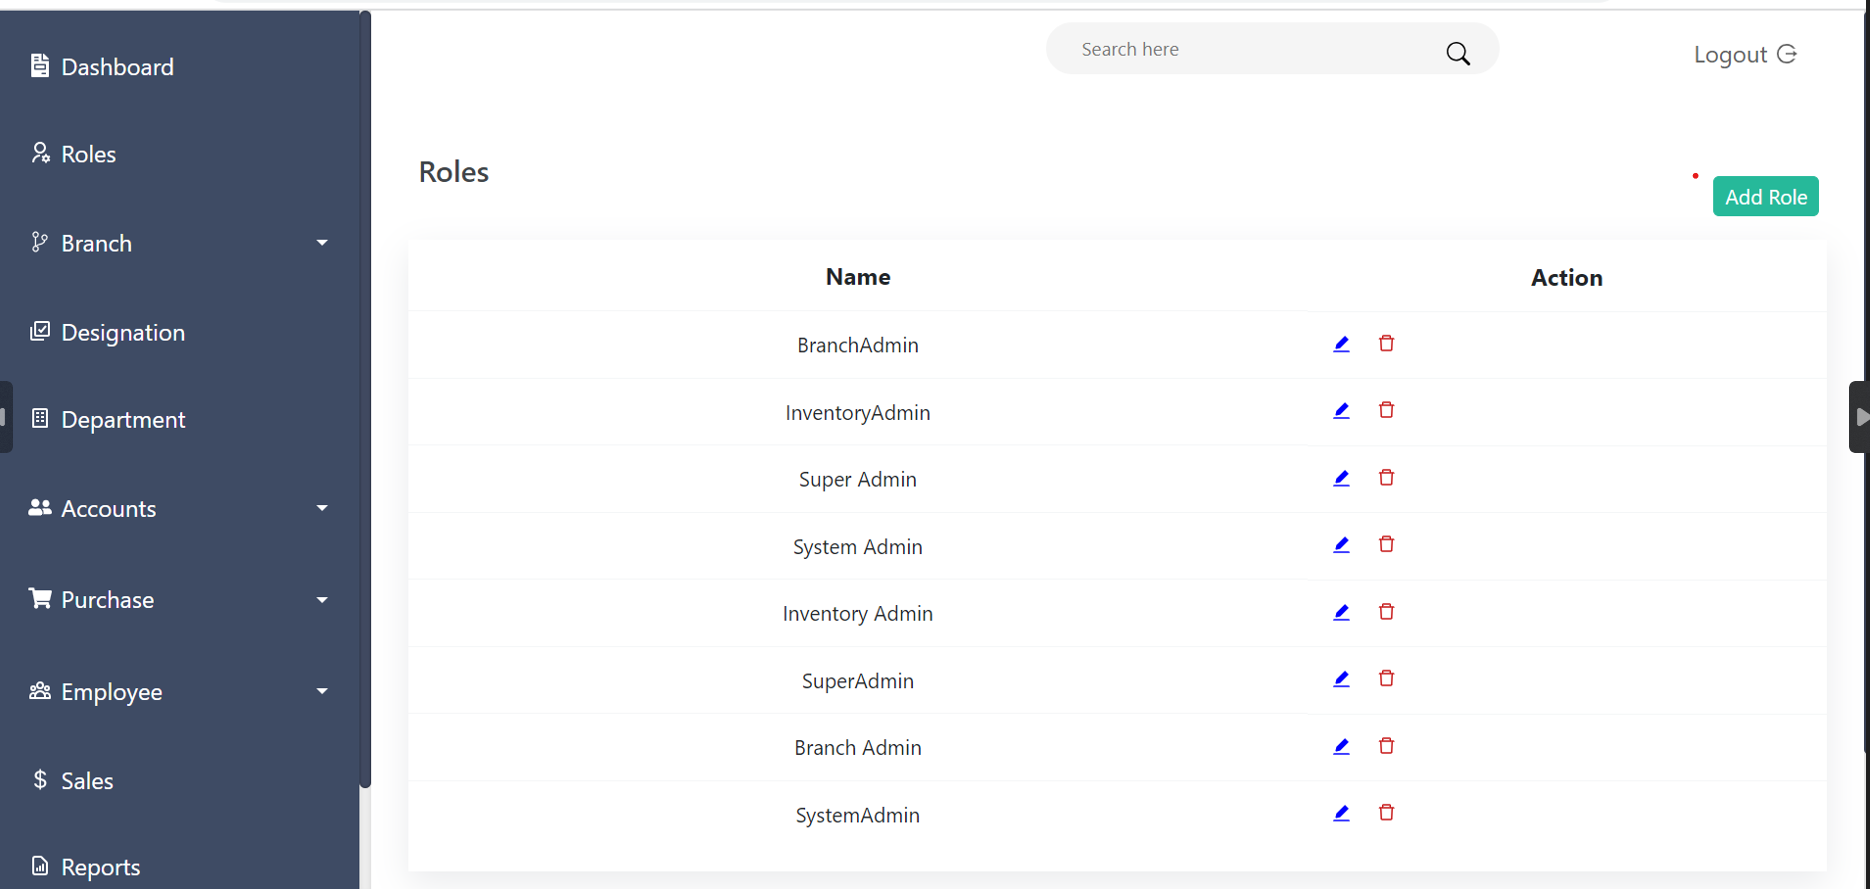 Dashboard
Roles
Branch
Designation
Department
Accounts
Purchase
Employee
Sales
Reports
Search here
Logout
Roles
Add Role
Name Action
BranchAdmin
InventoryAdmin
Super Admin
System Admin
Inventory Admin
SuperAdmin
Branch Admin
SystemAdmin